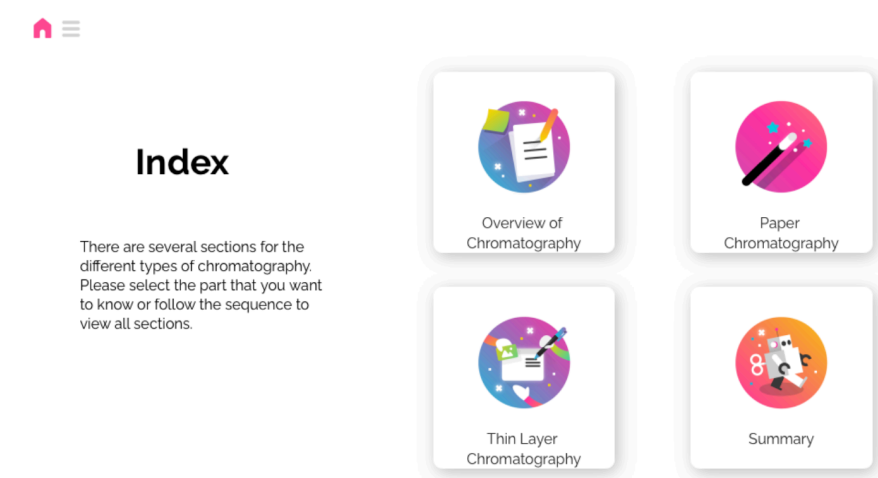 Index
There are several sections for the
different types of chromatography.
Please select the part that you want
to know or follow the sequence to
view all sections.
Overview of
Chromatography
Paper
Chromatography
Thin Layer
Chromatography
Summary